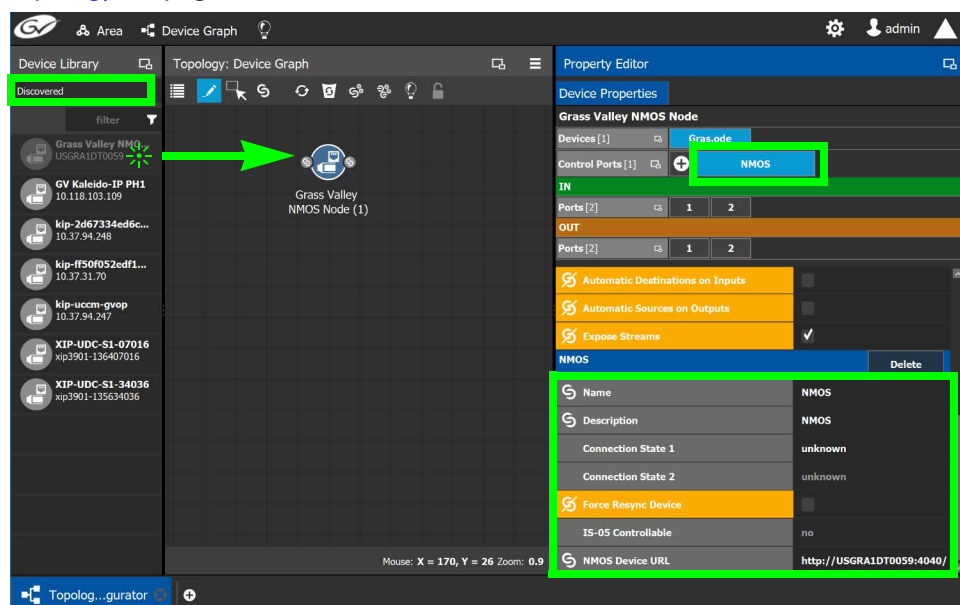 GV Area Device Graph admin
Device Library
Discovered
filter
Grass Valley NMO...
USGRA1DT0059
GV Kaleido-IP PH1
10.118.103.109
kip-2d67334ed6c...
10.37.94.248
kip-ff50f052edf1...
10.37.31.70
kip-uccm-gvop
10.37.94.247
XIP-UDC-S1-07016
xip3901-136407016
XIP-UDC-S1-34036
xip3901-135634036
Topology: Device Graph
Grass Valley
NMOS Node (1)
Mouse: X = 170, Y = 26 Zoom: 0.9
Property Editor
Device Properties
Grass Valley NMOS Node
Devices [1] Gras.ode
Control Ports [1] NMOS
IN
Ports [2] 1 2
OUT
Ports [2] 1 2
Automatic Destinations on Inputs
Automatic Sources on Outputs
Expose Streams
NMOS Delete
Name NMOS
Description NMOS
Connection State 1 unknown
Connection State 2 unknown
Force Resync Device
IS-05 Controllable no
NMOS Device URL http://USGRA1DT0059:4040/
Topolog...gurator